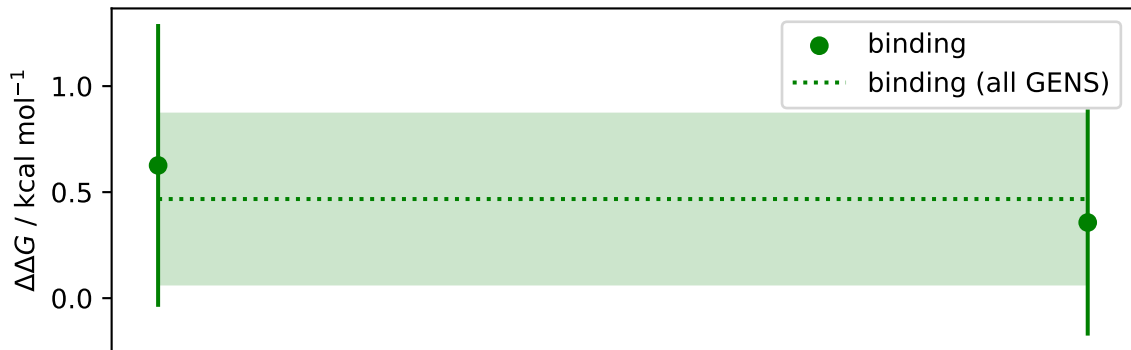 ΔΔG / kcal mol⁻¹
1.0
0.5
0.0
binding
binding (all GENS)